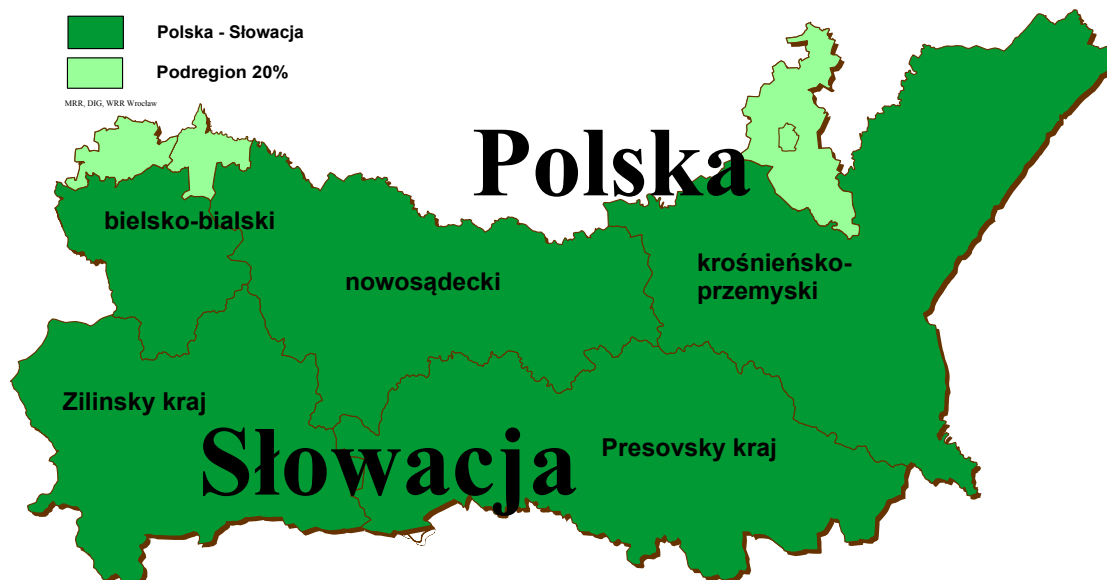 Polska - Słowacja
Podregion 20%
MRR, DIG, WRR Wrocław
Polska
bielsko-bialski
nowosądecki
krośnieńsko-
przemyski
Zilinsky kraj
Słowacja
Presovsky kraj